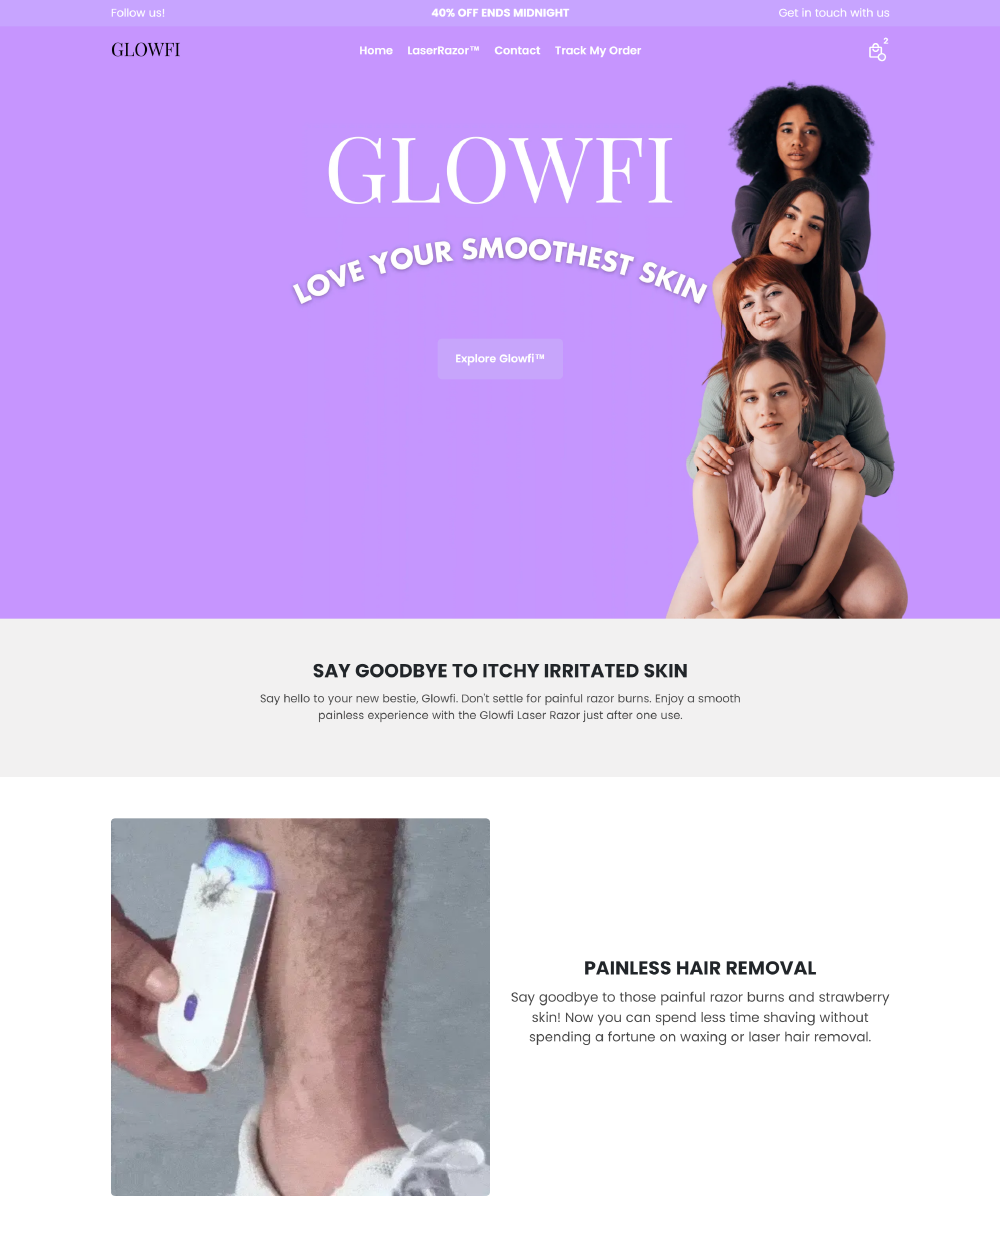 Follow us!
40% OFF ENDS MIDNIGHT
Get in touch with us
GLOWFI
Home LaserRazor™ Contact Track My Order
2
GLOWFI
LOVE YOUR SMOOTHEST SKIN
Explore Glowfi™
SAY GOODBYE TO ITCHY IRRITATED SKIN
Say hello to your new bestie, Glowfi. Don't settle for painful razor burns. Enjoy a smooth
painless experience with the Glowfi Laser Razor just after one use.
PAINLESS HAIR REMOVAL
Say goodbye to those painful razor burns and strawberry
skin! Now you can spend less time shaving without
spending a fortune on waxing or laser hair removal.